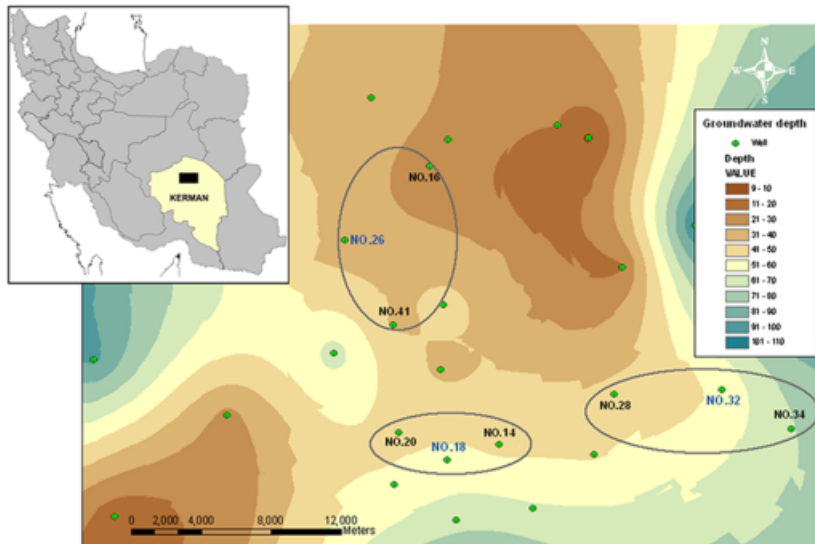 KERMAN
N
W E
S
Groundwater depth
Well
Depth
VALUE
9 - 10
11 - 20
21 - 30
31 - 40
41 - 50
51 - 60
61 - 70
71 - 80
81 - 90
91 - 100
101 - 110
NO.16
NO.26
NO.41
NO.28
NO.32
NO.34
NO.20
NO.14
NO.18
0 2,000 4,000 8,000 12,000
Meters